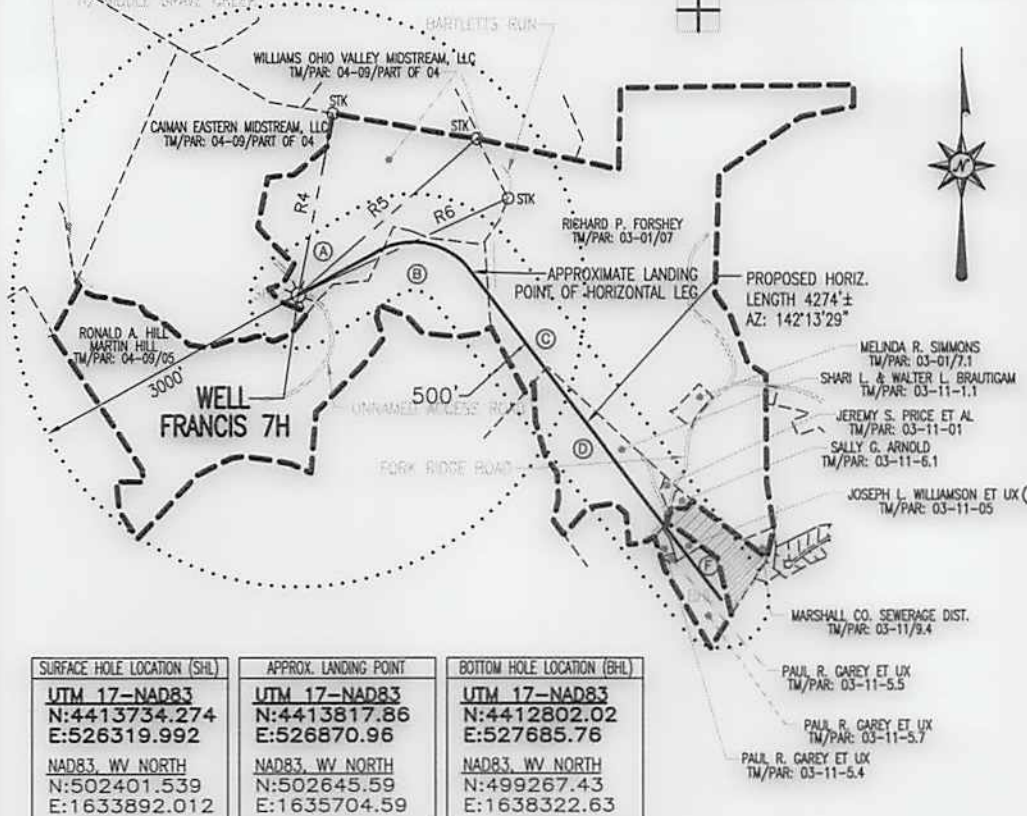 BARTLETTS RUN
WILLIAMS OHIO VALLEY MIDSTREAM, LLC
TM/PAR: 04-09/PART OF 04
STK
CAIMAN EASTERN MIDSTREAM, LLC
TM/PAR: 04-09/PART OF 04
STK
STK
N
R4
R5
R6
RICHARD P. FORSHEY
TM/PAR: 03-01/07
A
B
APPROXIMATE LANDING
POINT OF HORIZONTAL LEG
PROPOSED HORIZ.
LENGTH 4274'±
AZ: 142°13'29"
RONALD A. HILL
MARTIN HILL
TM/PAR: 04-09/05
3000'
WELL
FRANCIS 7H
500'
C
UNNAMED ACCESS ROAD
MELINDA R. SIMMONS
TM/PAR: 03-01/7.1
SHARI L. & WALTER L. BRAUTIGAM
TM/PAR: 03-11-1.1
JEREMY S. PRICE ET AL
TM/PAR: 03-11-01
SALLY G. ARNOLD
TM/PAR: 03-11-6.1
D
FORK RIDGE ROAD
JOSEPH L. WILLIAMSON ET UX (
TM/PAR: 03-11-05
F
BHL
MARSHALL CO. SEWERAGE DIST.
TM/PAR: 03-11/9.4
PAUL R. GAREY ET UX
TM/PAR: 03-11-5.5
PAUL R. GAREY ET UX
TM/PAR: 03-11-5.7
PAUL R. GAREY ET UX
TM/PAR: 03-11-5.4
SURFACE HOLE LOCATION (SHL)
UTM 17-NAD83
N:4413734.274
E:526319.992
NAD83, WV NORTH
N:502401.539
E:1633892.012
APPROX. LANDING POINT
UTM 17-NAD83
N:4413817.86
E:526870.96
NAD83, WV NORTH
N:502645.59
E:1635704.59
BOTTOM HOLE LOCATION (BHL)
UTM 17-NAD83
N:4412802.02
E:527685.76
NAD83, WV NORTH
N:499267.43
E:1638322.63